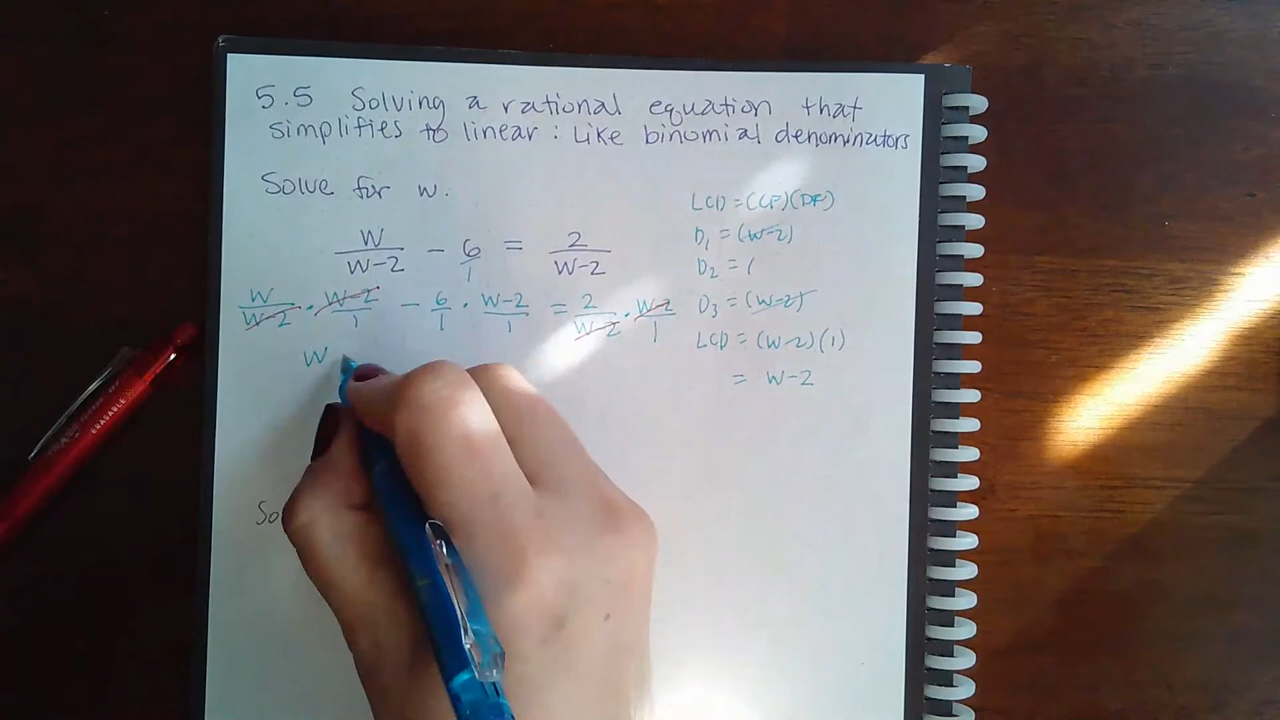 5.5 Solving a rational equation that
simplifies to linear : Like binomial denominators
Solve for w.
w/(w-2) - 6/1 = 2/(w-2)
w/(w-2) · (w-2)/1 - 6/1 · (w-2)/1 = 2/(w-2) · (w-2)/1
w
LCD = (CF)(DF)
D1 = (w-2)
D2 = 1
D3 = (w-2)
LCD = (w-2)(1)
= w-2
ERASABLE